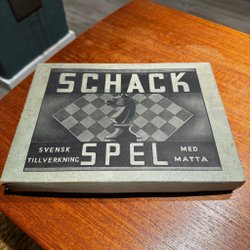 SCHACK
SVENSK MED
TILLVERKNING SPEL MATTA